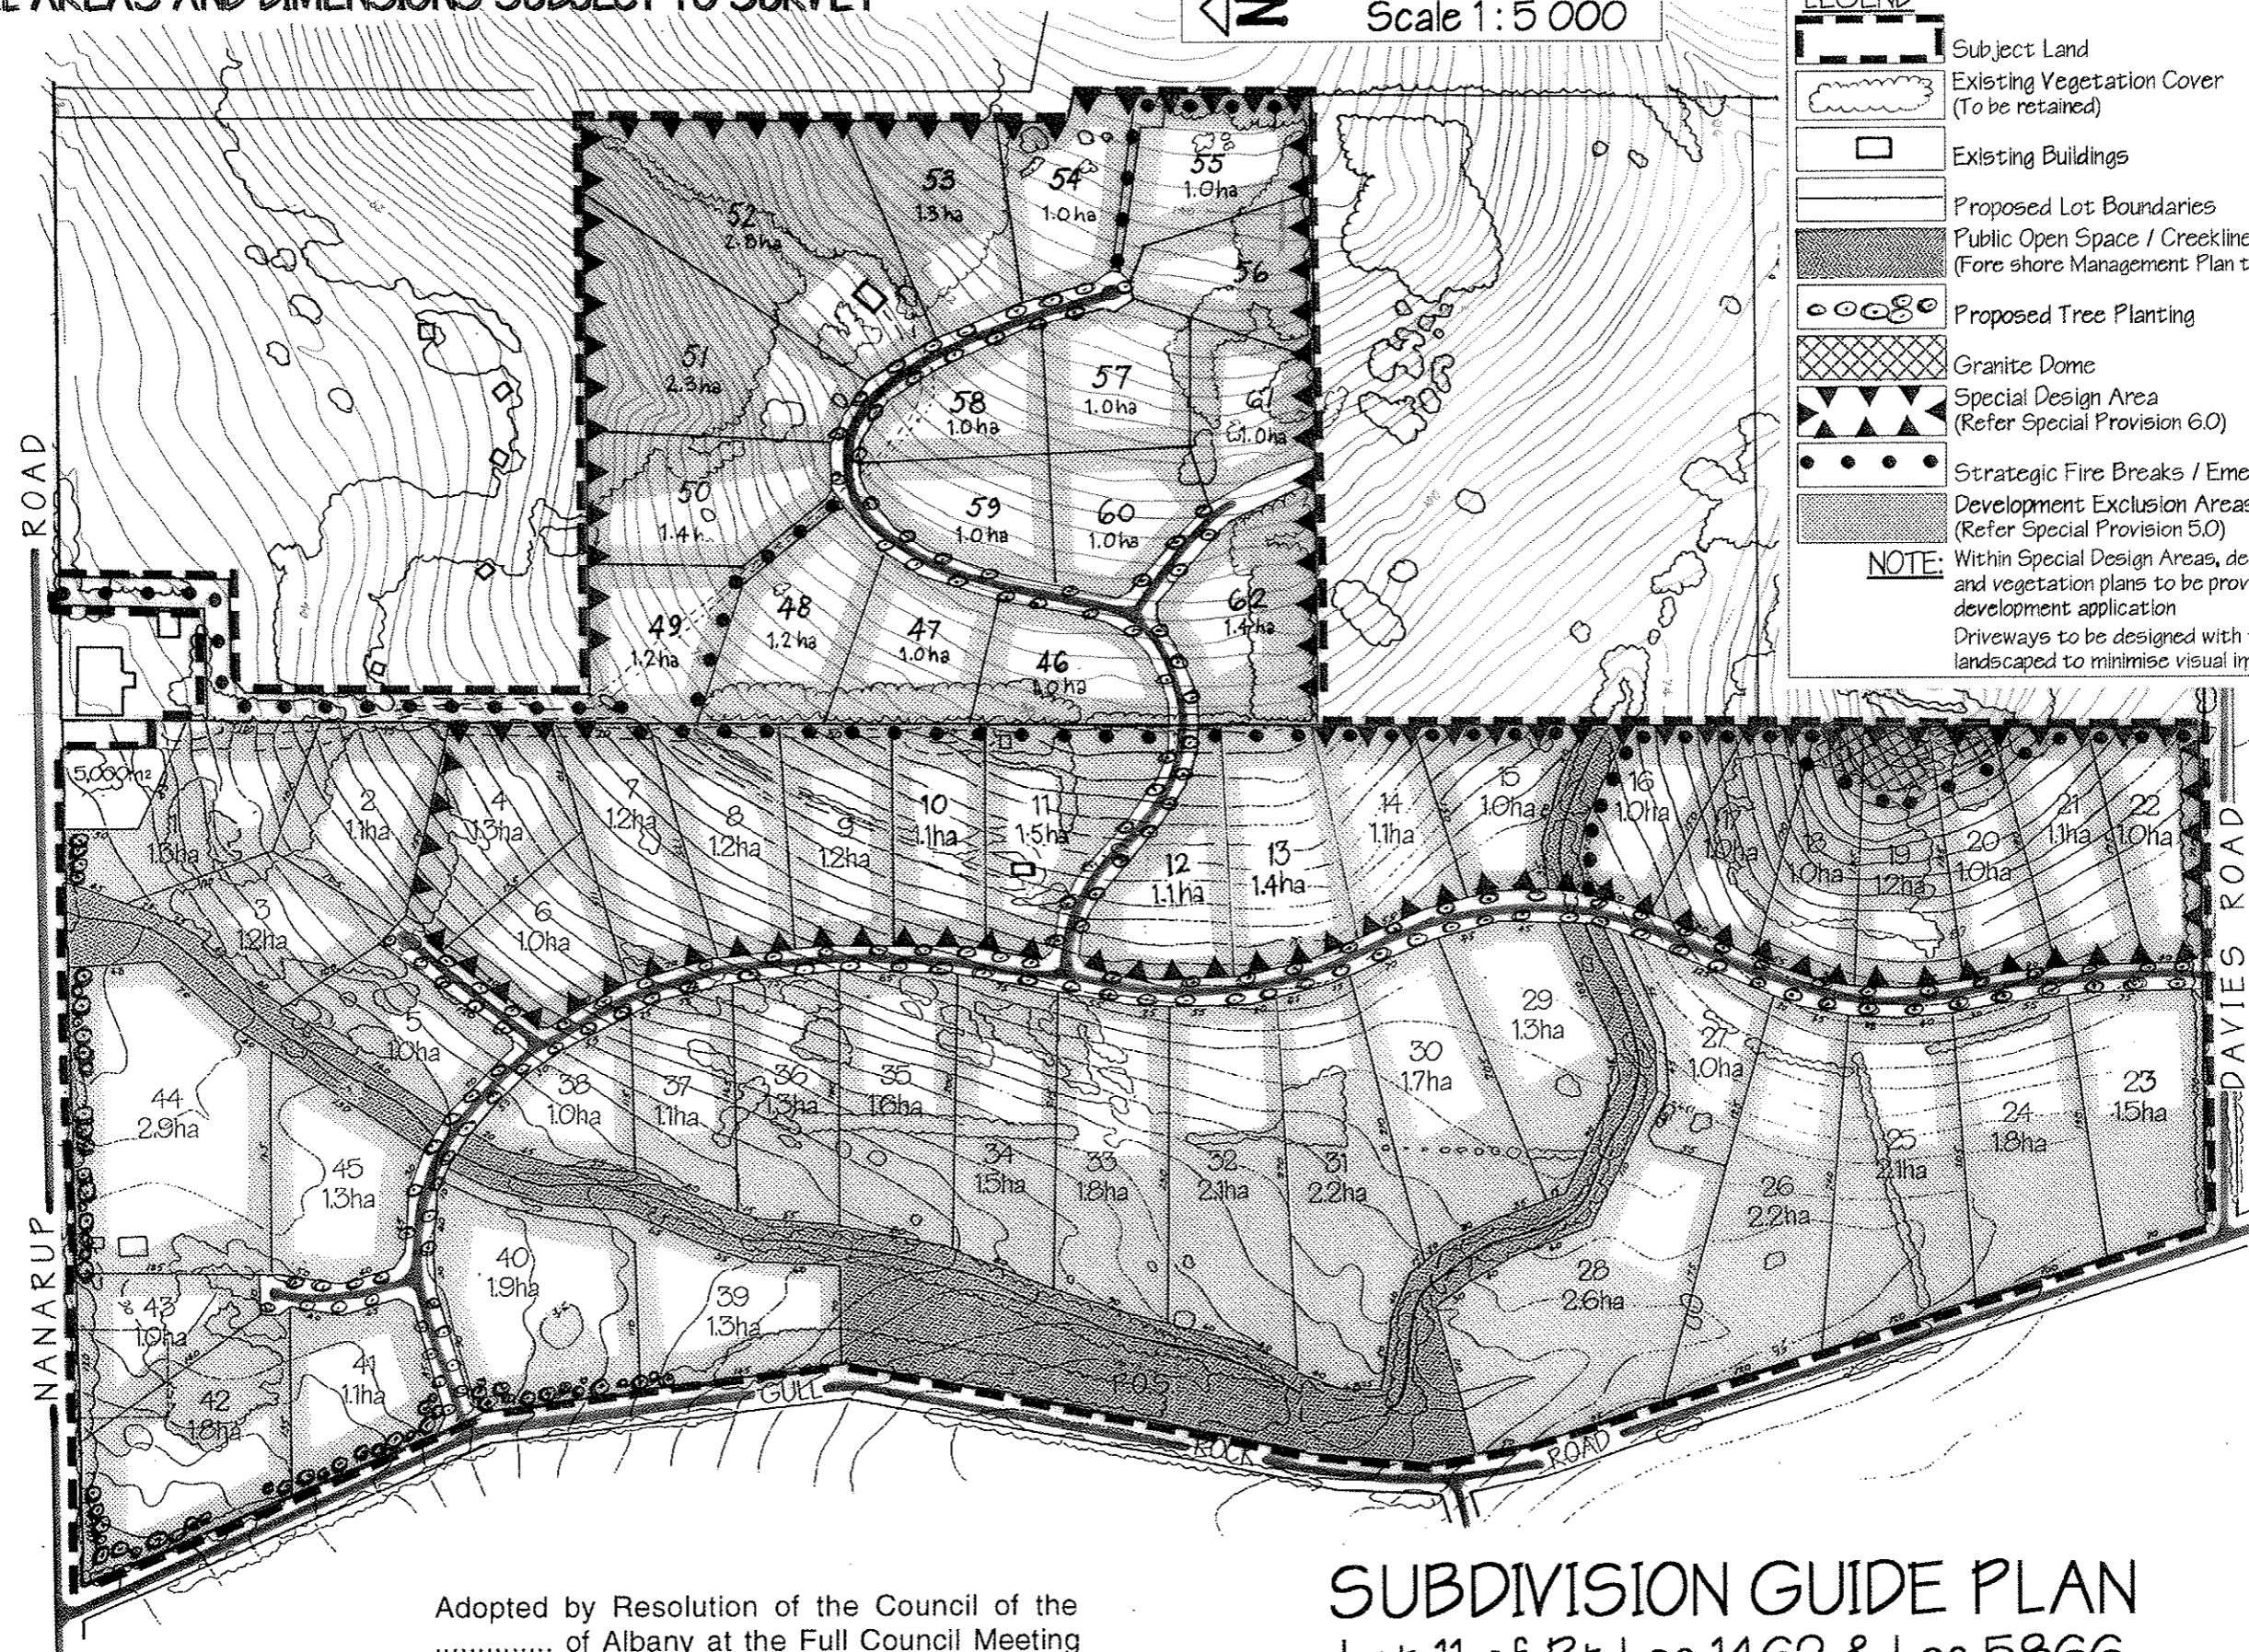 AREAS AND DIMENSIONS SUBJECT TO SURVEY
N
Scale 1:5 000
LEGEND
Subject Land
Existing Vegetation Cover
(To be retained)
Existing Buildings
Proposed Lot Boundaries
Public Open Space / Creekline
(Fore shore Management Plan
Proposed Tree Planting
Granite Dome
Special Design Area
(Refer Special Provision 6.0)
Strategic Fire Breaks /
Development Exclusion Areas
(Refer Special Provision 5.0)
NOTE: Within Special Design Areas,
and vegetation plans to be
development application
Driveways to be designed with
landscaped to minimise visual
52
2.8ha
53
1.3ha
54
1.0ha
55
1.0ha
56
51
2.3ha
58
1.0ha
57
1.0ha
61
1.0ha
50
59
1.0ha
60
1.0ha
49
1.2ha
48
1.2ha
47
1.0ha
46
1.0ha
62
1.4ha
ROAD
NANARUP
5,000m2
1
2
1.1ha
4
1.3ha
7
1.2ha
8
1.2ha
9
1.2ha
10
1.1ha
11
1.5ha
12
1.1ha
13
1.4ha
14
1.1ha
15
1.0ha
16
1.0ha
17
18
1.0ha
19
1.2ha
20
1.0ha
21
1.1ha
22
1.0ha
3
1.2ha
6
1.0ha
5
1.0ha
44
2.9ha
45
1.3ha
38
1.0ha
37
1.1ha
36
1.3ha
35
1.6ha
34
1.5ha
33
1.8ha
32
2.1ha
31
2.2ha
30
1.7ha
29
1.3ha
27
1.0ha
26
2.2ha
25
2.1ha
24
1.8ha
23
1.5ha
28
2.6ha
43
1.0ha
42
1.8ha
41
1.1ha
40
1.9ha
39
1.3ha
P.O.S
GULL ROCK ROAD
DAVIES ROAD
Adopted by Resolution of the Council of the
.............. of Albany at the Full Council Meeting
SUBDIVISION GUIDE PLAN
Lot 11 of Pt Loc 1462 & Loc 5866